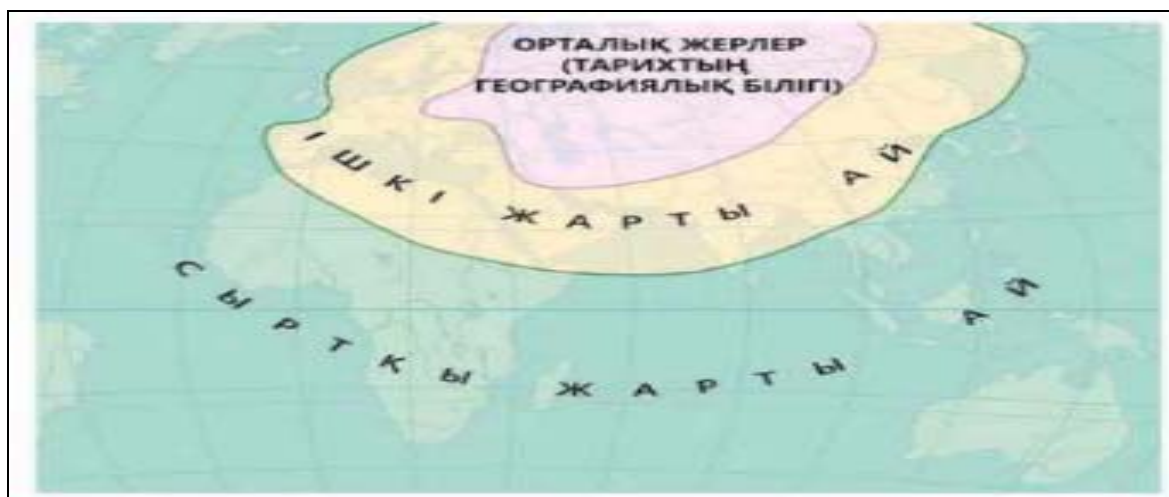 ОРТАЛЫҚ ЖЕРЛЕР
(ТАРИХТЫҢ
ГЕОГРАФИЯЛЫҚ БІЛІГІ)
ІШКІ ЖАРТЫ АЙ
СЫРТҚЫ ЖАРТЫ АЙ